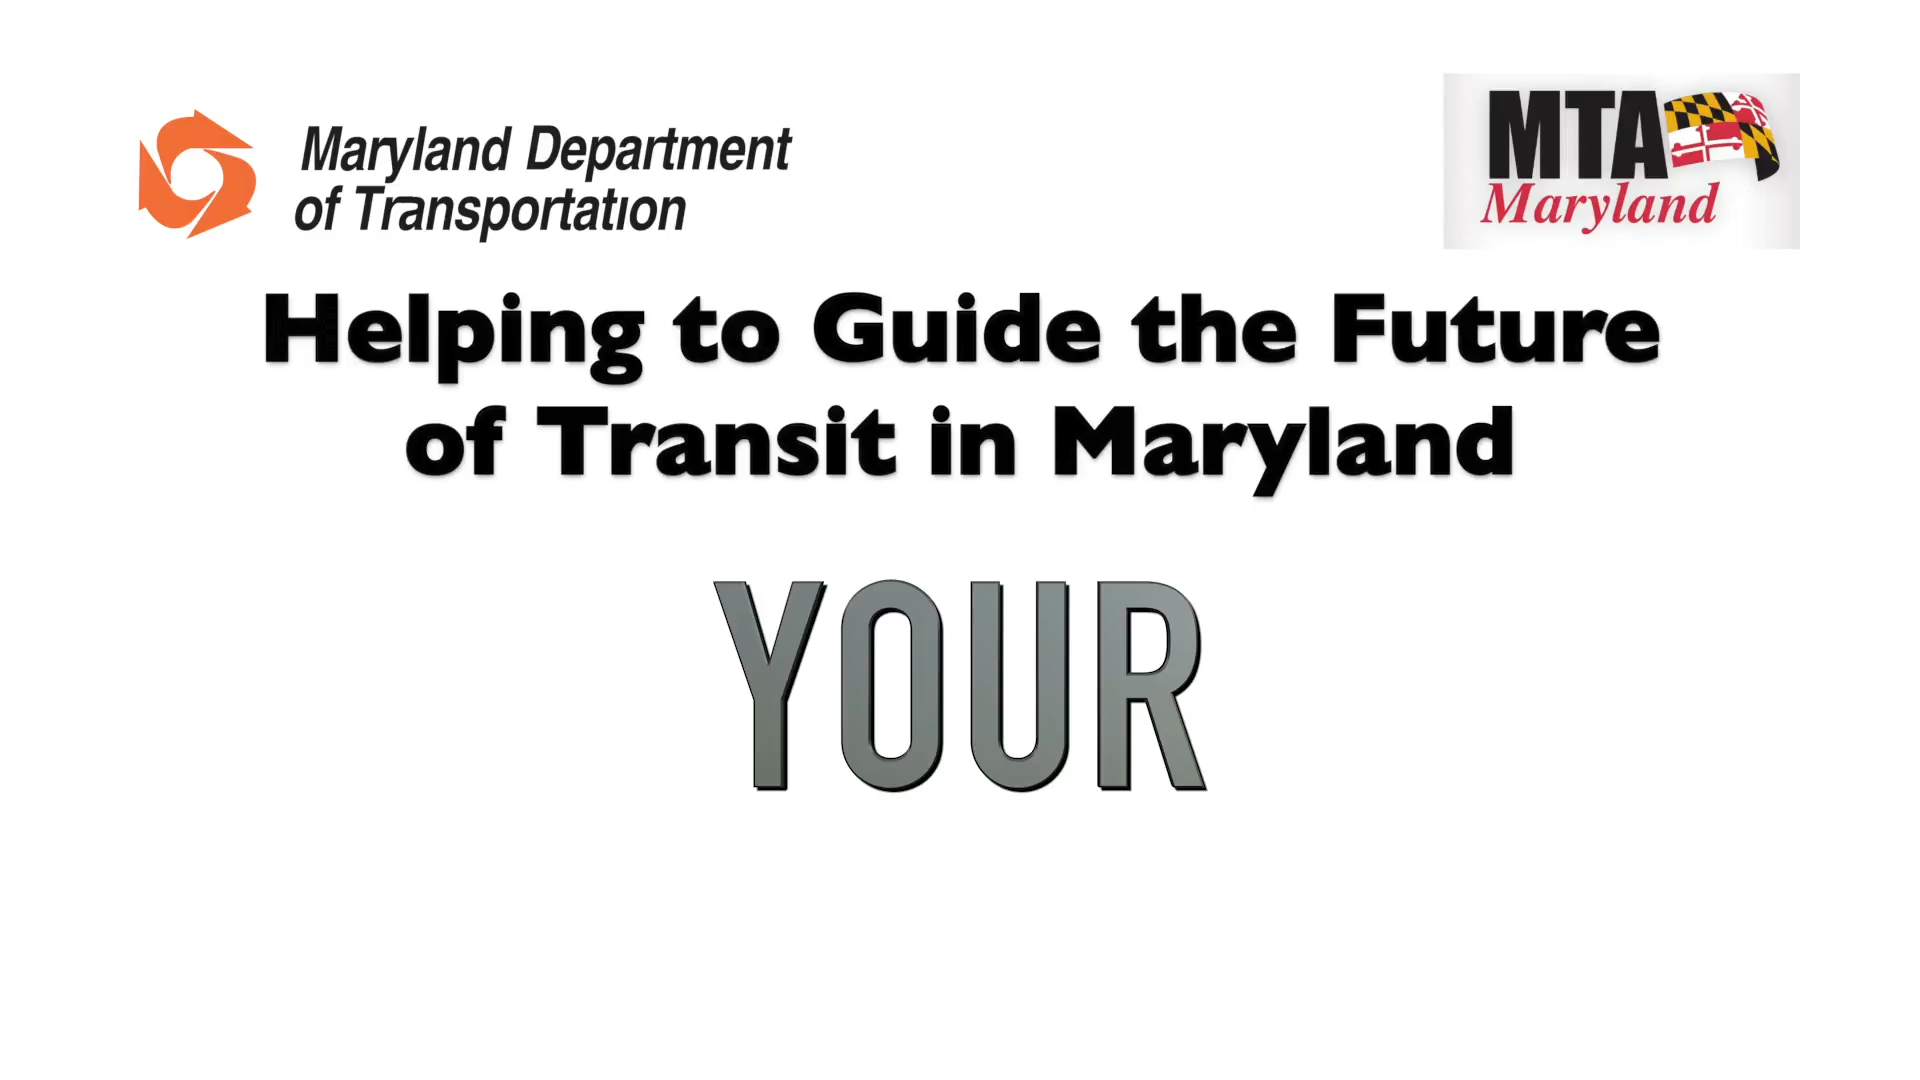 Maryland Department
of Transportation
MTA
Maryland
Helping to Guide the Future
of Transit in Maryland
YOUR